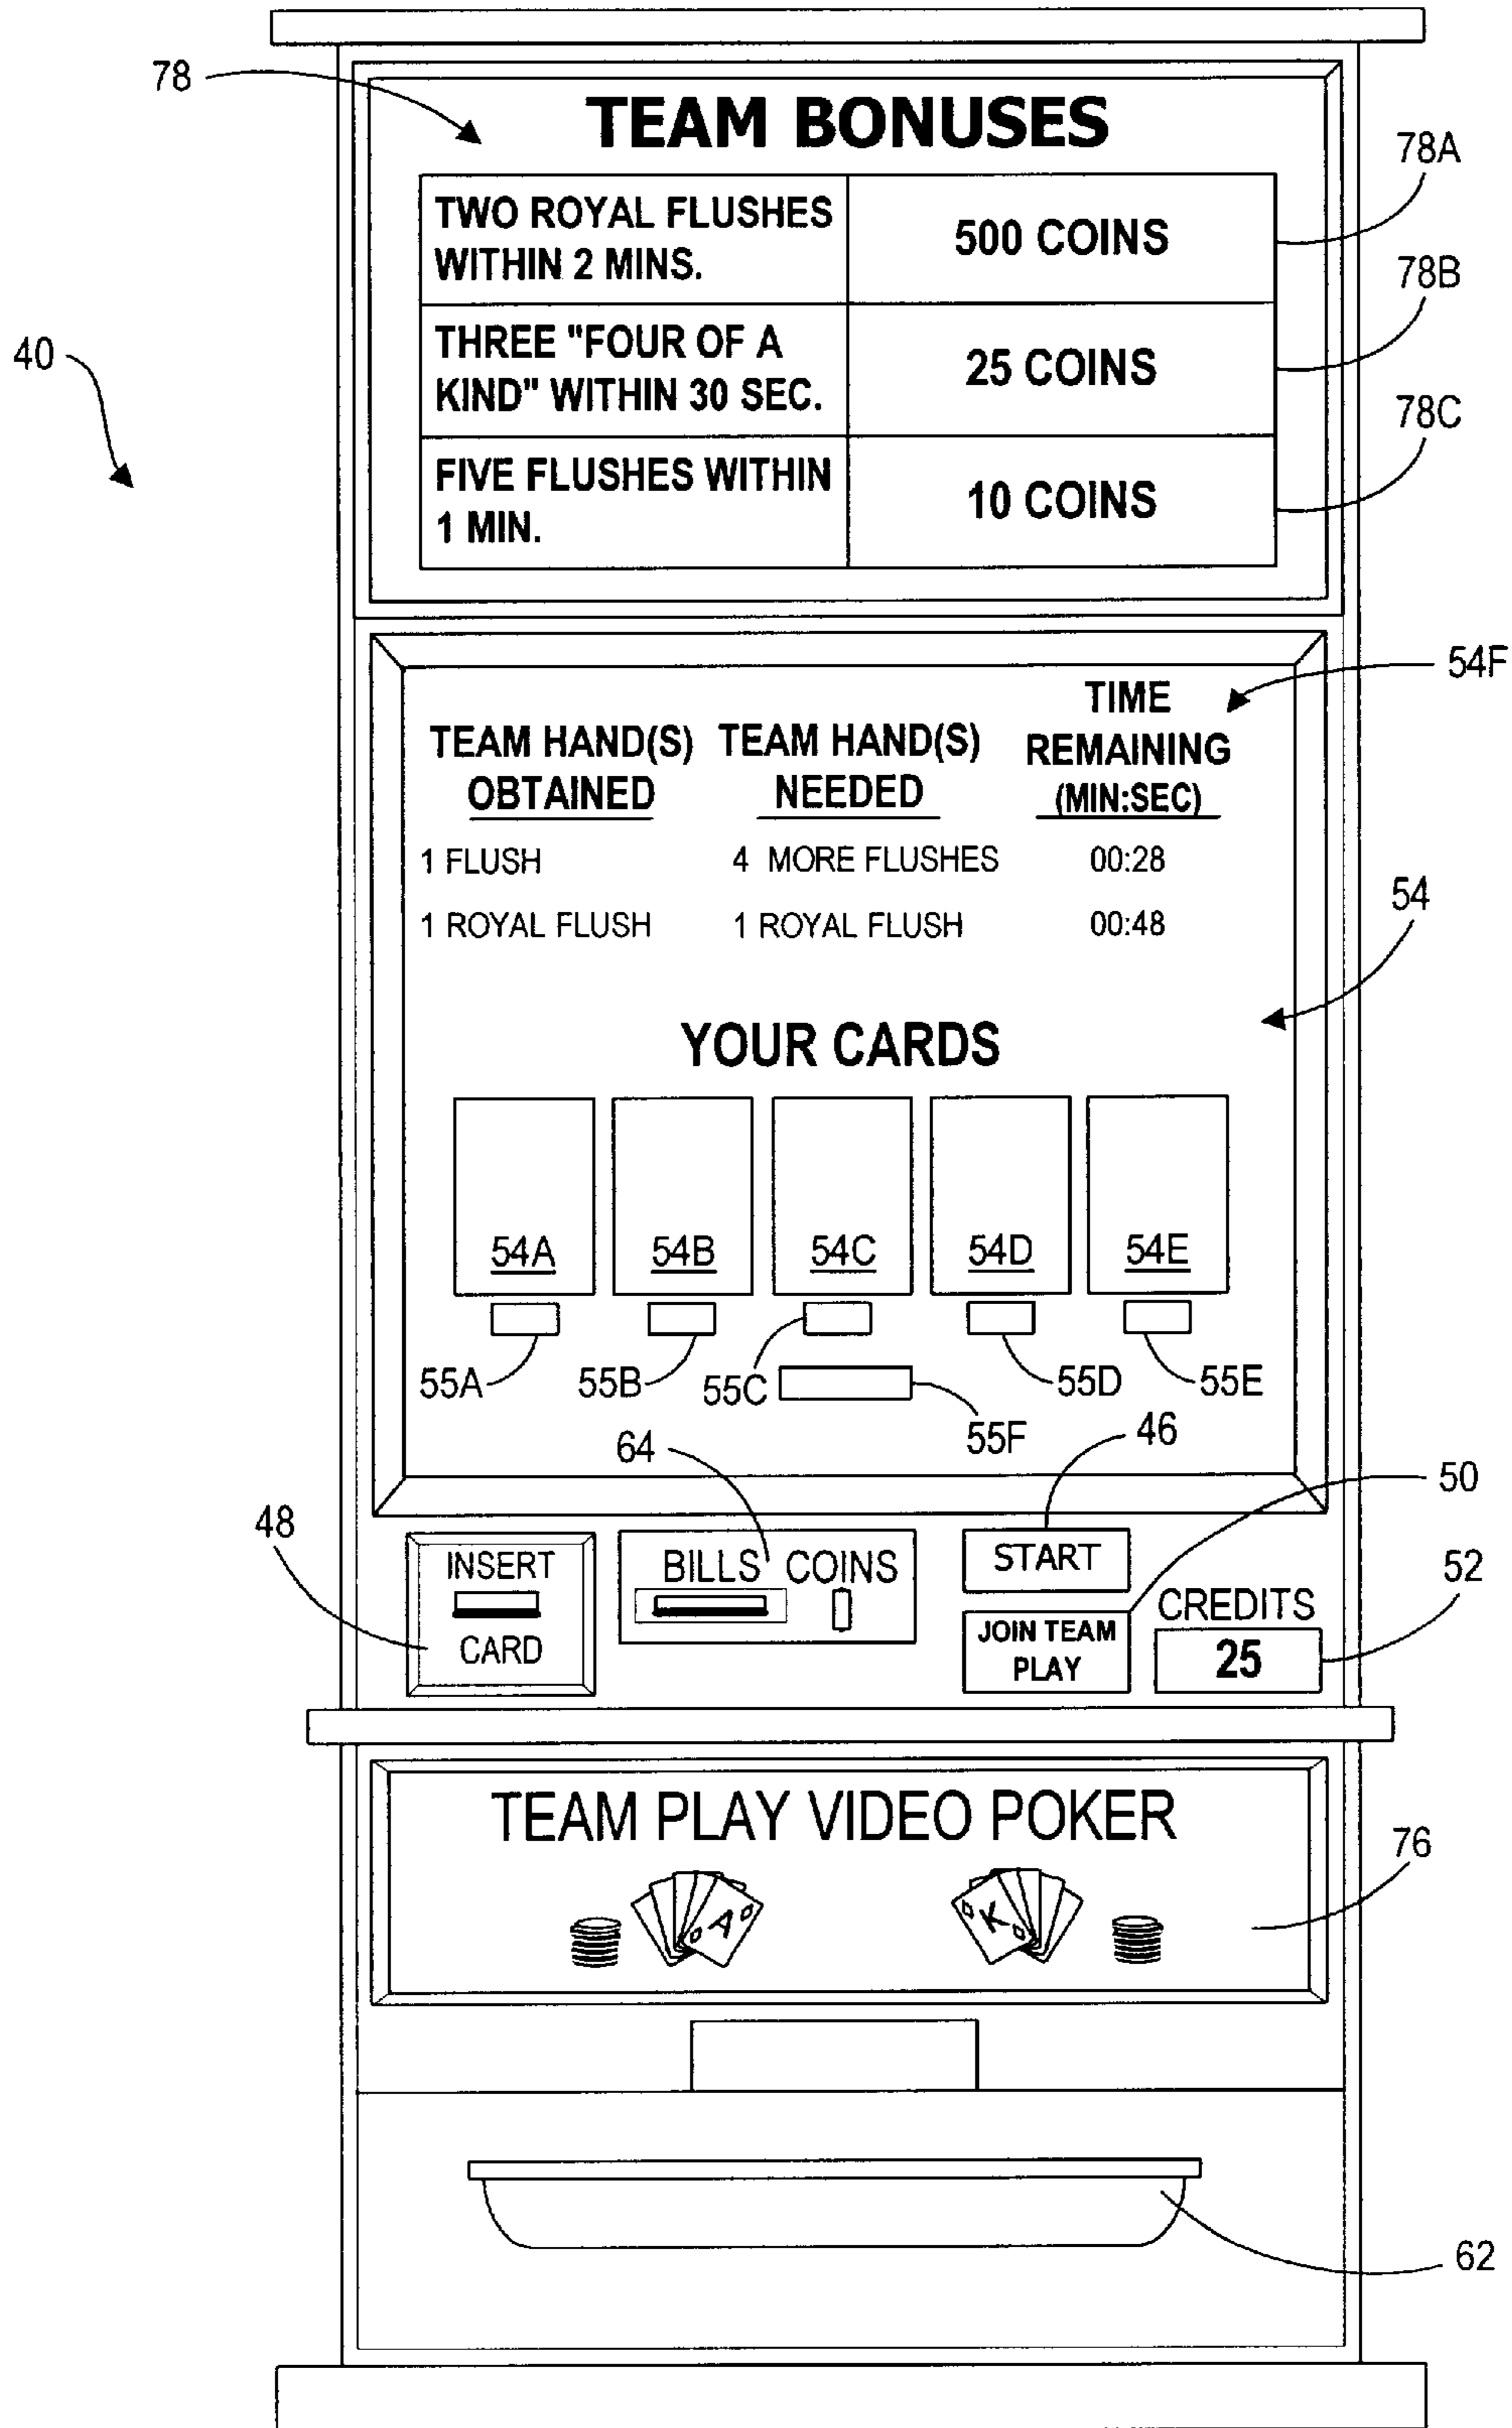 78
TEAM BONUSES
78A
TWO ROYAL FLUSHES
WITHIN 2 MINS.
500 COINS
78B
40
THREE "FOUR OF A
KIND" WITHIN 30 SEC.
25 COINS
78C
FIVE FLUSHES WITHIN
1 MIN.
10 COINS
54F
TEAM HAND(S)
OBTAINED
TEAM HAND(S)
NEEDED
TIME
REMAINING
(MIN:SEC)
1 FLUSH 4 MORE FLUSHES 00:28
1 ROYAL FLUSH 1 ROYAL FLUSH 00:48
54
YOUR CARDS
54A 54B 54C 54D 54E
55A 55B 55C 55D 55E
55F
64
46
50
48
INSERT
CARD
BILLS COINS
START
JOIN TEAM
PLAY
CREDITS
25
52
TEAM PLAY VIDEO POKER
76
A K
62